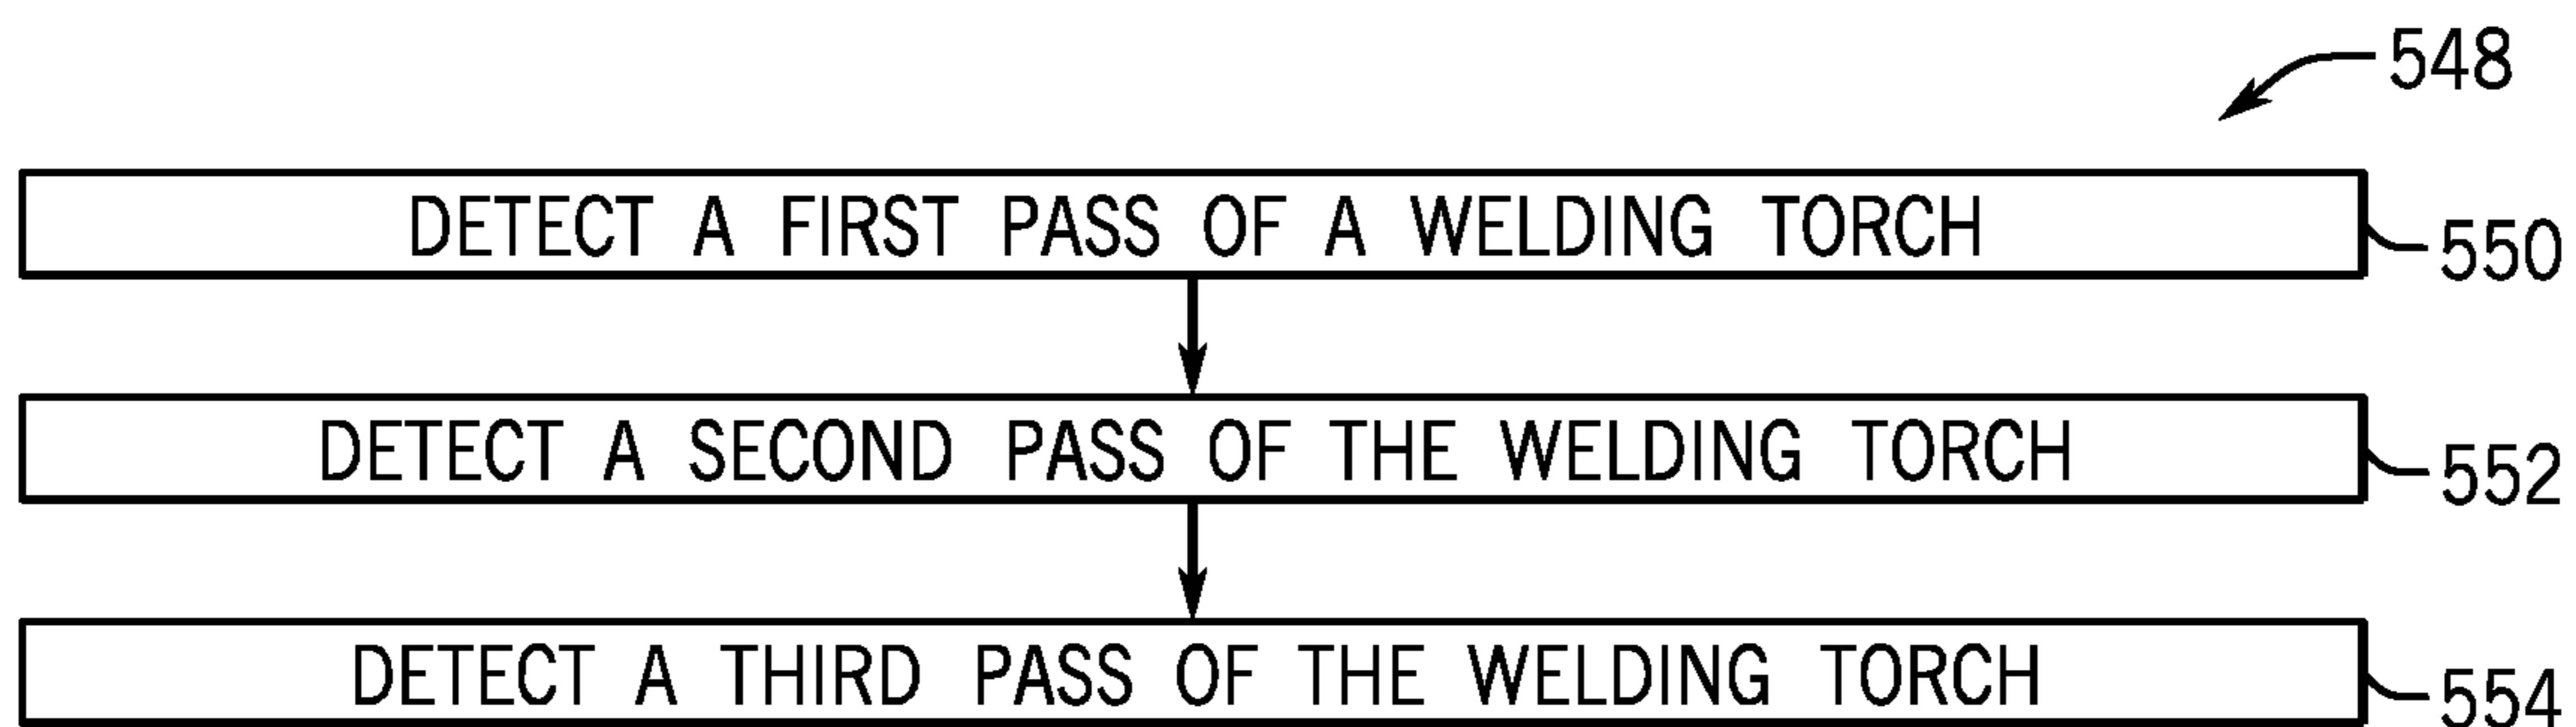 548
DETECT A FIRST PASS OF A WELDING TORCH
550
DETECT A SECOND PASS OF THE WELDING TORCH
552
DETECT A THIRD PASS OF THE WELDING TORCH
554